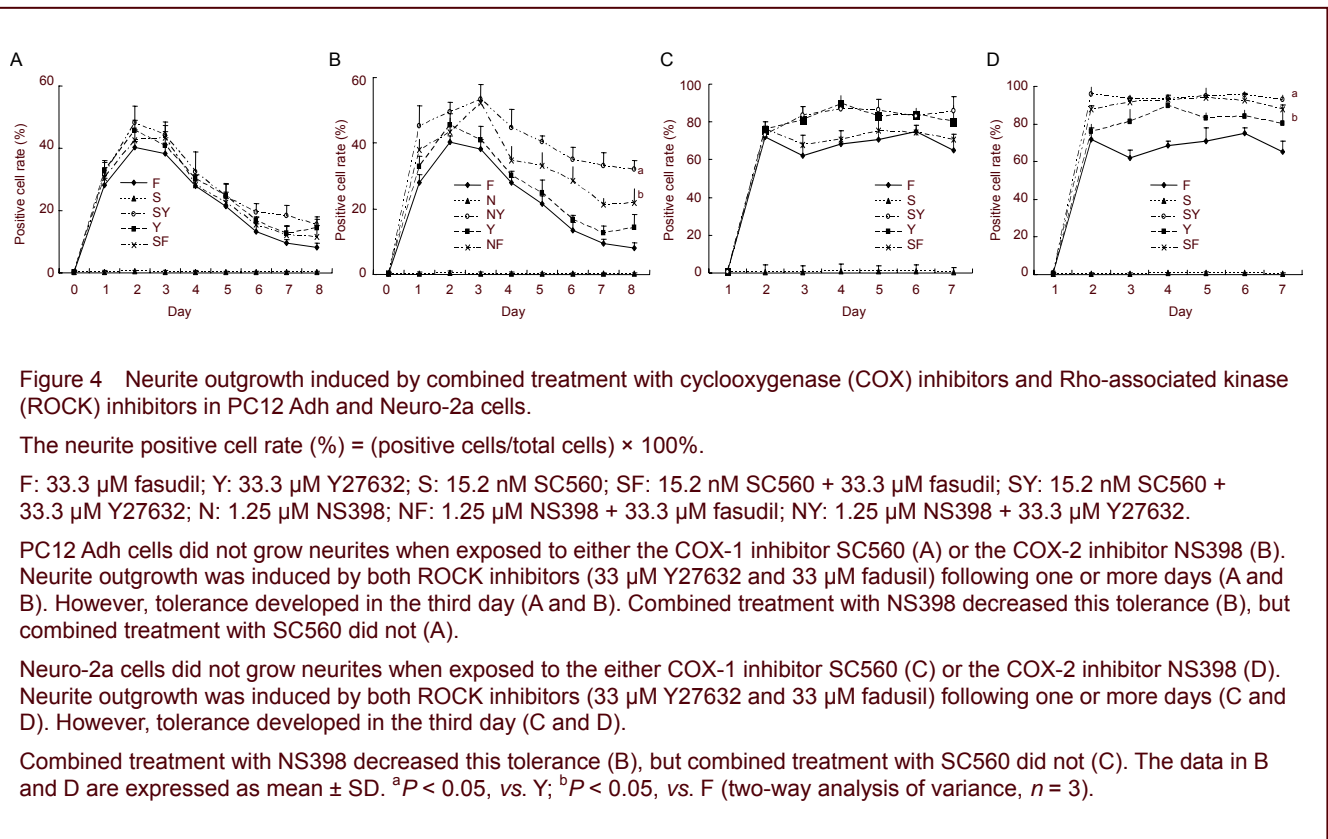 A
B
C
D
60
40
20
0
Positive cell rate (%)
F
S
SY
Y
SF
0 1 2 3 4 5 6 7 8
Day
60
40
20
0
Positive cell rate (%)
a
b
F
N
NY
Y
NF
0 1 2 3 4 5 6 7 8
Day
100
80
60
40
20
0
Positive cell rate (%)
F
S
SY
Y
SF
1 2 3 4 5 6 7
Day
100
80
60
40
20
0
Positive cell rate (%)
a
b
F
S
SY
Y
SF
1 2 3 4 5 6 7
Day
Figure 4 Neurite outgrowth induced by combined treatment with cyclooxygenase (COX) inhibitors and Rho-associated kinase
(ROCK) inhibitors in PC12 Adh and Neuro-2a cells.
The neurite positive cell rate (%) = (positive cells/total cells) × 100%.
F: 33.3 µM fasudil; Y: 33.3 µM Y27632; S: 15.2 nM SC560; SF: 15.2 nM SC560 + 33.3 µM fasudil; SY: 15.2 nM SC560 +
33.3 µM Y27632; N: 1.25 µM NS398; NF: 1.25 µM NS398 + 33.3 µM fasudil; NY: 1.25 µM NS398 + 33.3 µM Y27632.
PC12 Adh cells did not grow neurites when exposed to either the COX-1 inhibitor SC560 (A) or the COX-2 inhibitor NS398 (B).
Neurite outgrowth was induced by both ROCK inhibitors (33 µM Y27632 and 33 µM fadusil) following one or more days (A and
B). However, tolerance developed in the third day (A and B). Combined treatment with NS398 decreased this tolerance (B), but
combined treatment with SC560 did not (A).
Neuro-2a cells did not grow neurites when exposed to the either COX-1 inhibitor SC560 (C) or the COX-2 inhibitor NS398 (D).
Neurite outgrowth was induced by both ROCK inhibitors (33 µM Y27632 and 33 µM fadusil) following one or more days (C and
D). However, tolerance developed in the third day (C and D).
Combined treatment with NS398 decreased this tolerance (B), but combined treatment with SC560 did not (C). The data in B
and D are expressed as mean ± SD. ᵃP < 0.05, vs. Y; ᵇP < 0.05, vs. F (two-way analysis of variance, n = 3).